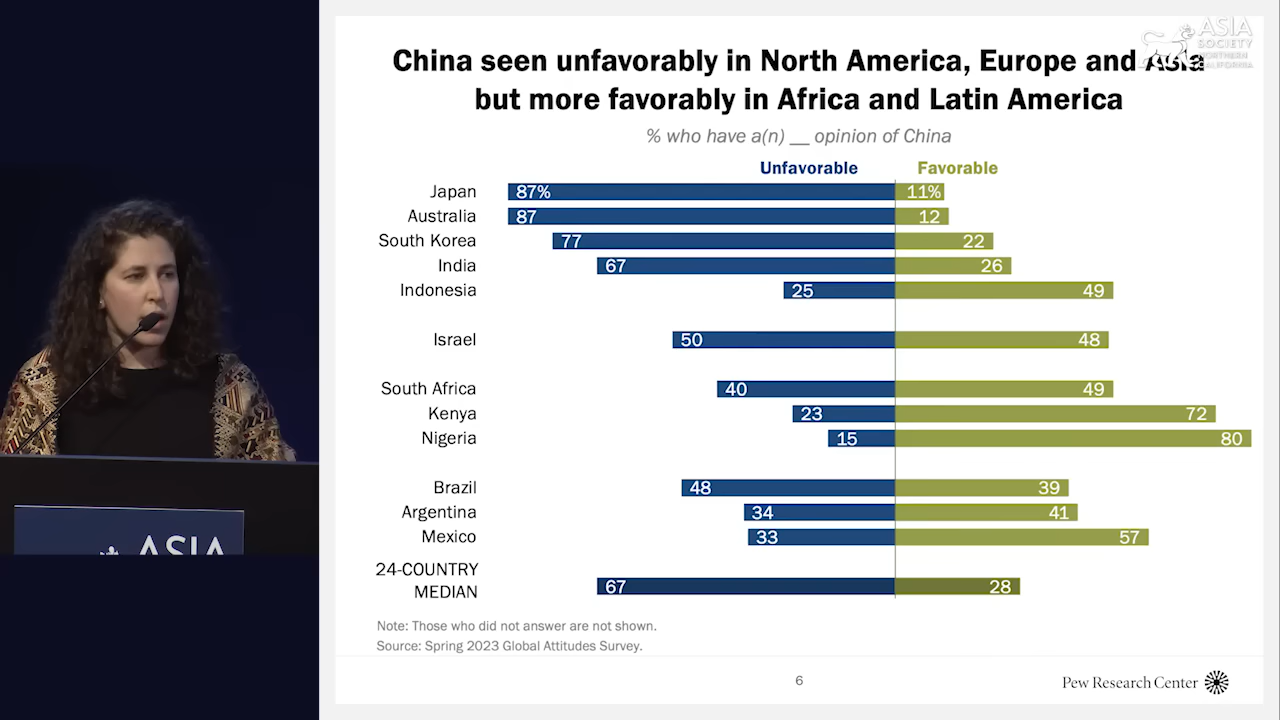 China seen unfavorably in North America, Europe and Asia
but more favorably in Africa and Latin America
ASIA
SOCIETY
NORTHERN
CALIFORNIA
% who have a(n) __ opinion of China
Unfavorable Favorable
Japan 87% 11%
Australia 87 12
South Korea 77 22
India 67 26
Indonesia 25 49
Israel 50 48
South Africa 40 49
Kenya 23 72
Nigeria 15 80
Brazil 48 39
Argentina 34 41
Mexico 33 57
24-COUNTRY
MEDIAN 67 28
Note: Those who did not answer are not shown.
Source: Spring 2023 Global Attitudes Survey.
6
Pew Research Center
ASIA